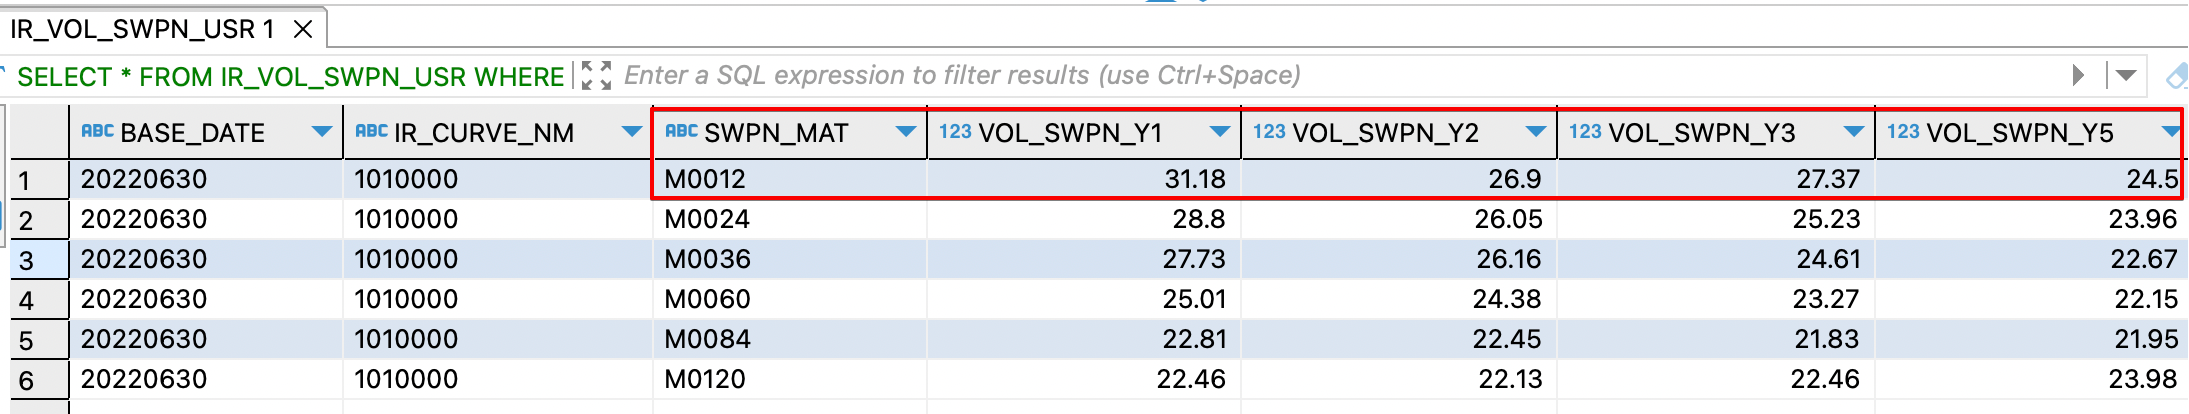 IR_VOL_SWPN_USR 1
SELECT * FROM IR_VOL_SWPN_USR WHERE Enter a SQL expression to filter results (use Ctrl+Space)
ABC BASE_DATE ABC IR_CURVE_NM ABC SWPN_MAT 123 VOL_SWPN_Y1 123 VOL_SWPN_Y2 123 VOL_SWPN_Y3 123 VOL_SWPN_Y5
1 20220630 1010000 M0012 31.18 26.9 27.37 24.5
2 20220630 1010000 M0024 28.8 26.05 25.23 23.96
3 20220630 1010000 M0036 27.73 26.16 24.61 22.67
4 20220630 1010000 M0060 25.01 24.38 23.27 22.15
5 20220630 1010000 M0084 22.81 22.45 21.83 21.95
6 20220630 1010000 M0120 22.46 22.13 22.46 23.98